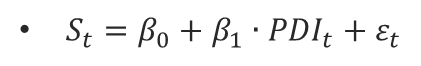 • S_t = β_0 + β_1 · PDI_t + ε_t